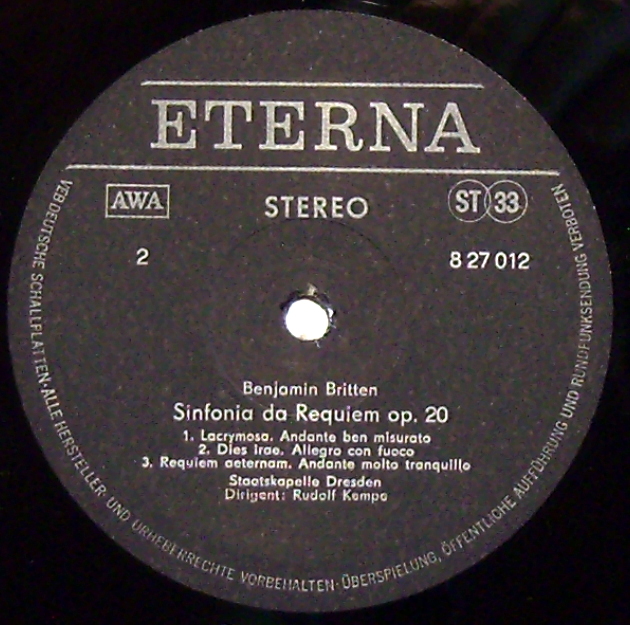 ETERNA
AWA
STEREO
ST 33
2
8 27 012
Benjamin Britten
Sinfonia da Requiem op. 20
1. Lacrymosa. Andante ben misurato
2. Dies irae. Allegro con fuoco
3. Requiem aeternam. Andante molto tranquillo
Staatskapelle Dresden
Dirigent: Rudolf Kempe
VEB DEUTSCHE SCHALLPLATTEN · ALLE HERSTELLER- UND URHEBERRECHTE VORBEHALTEN · ÜBERSPIELUNG, ÖFFENTLICHE AUFFÜHRUNG UND RUNDFUNKSENDUNG VERBOTEN